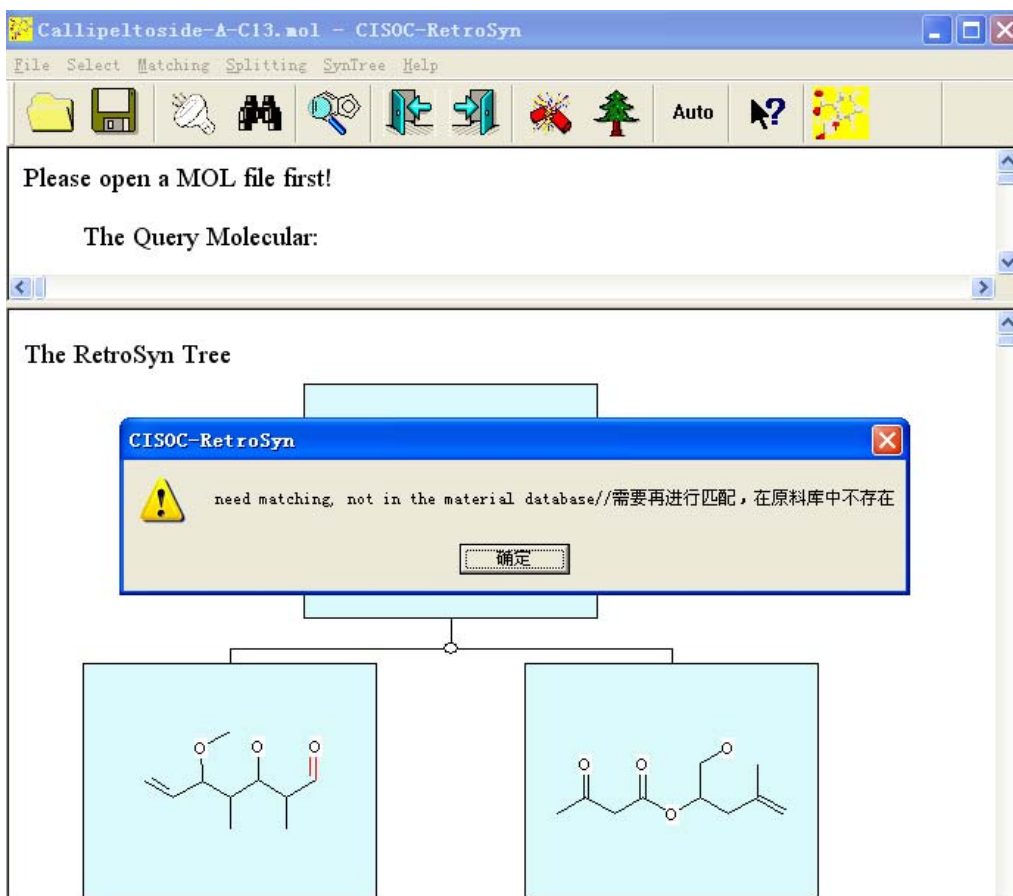 Callipeltoside-A-C13.mol - CISOC-RetroSyn
File Select Matching Splitting SynTree Help
Auto
Please open a MOL file first!
The Query Molecular:
The RetroSyn Tree
CISOC-RetroSyn
need matching, not in the material database//需要再进行匹配，在原料库中不存在
确定
O O O
O O O
O